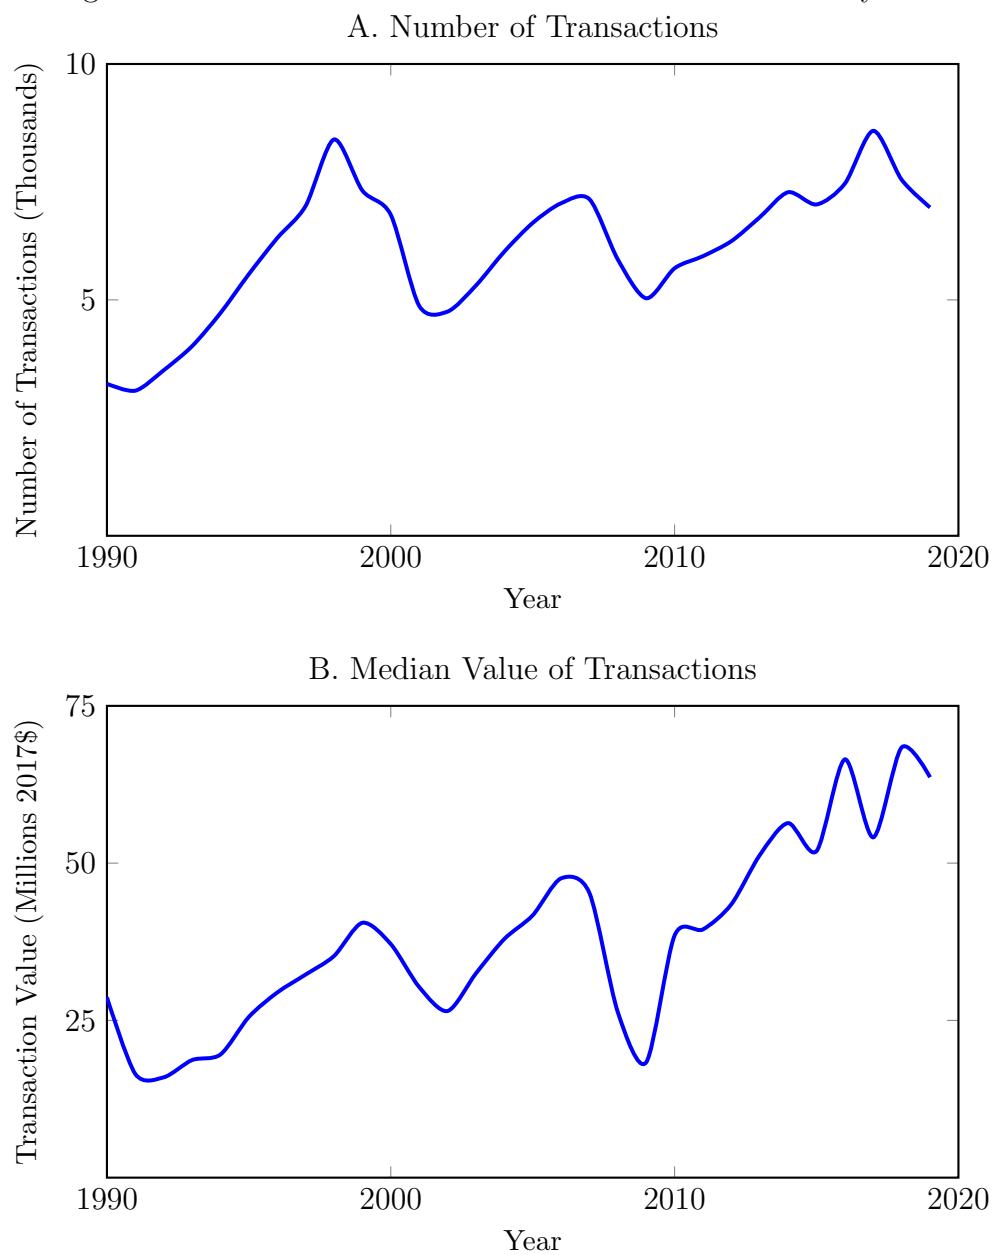 A. Number of Transactions
Number of Transactions (Thousands)
10
5
1990
2000
2010
2020
Year
B. Median Value of Transactions
Transaction Value (Millions 2017$)
75
50
25
1990
2000
2010
2020
Year